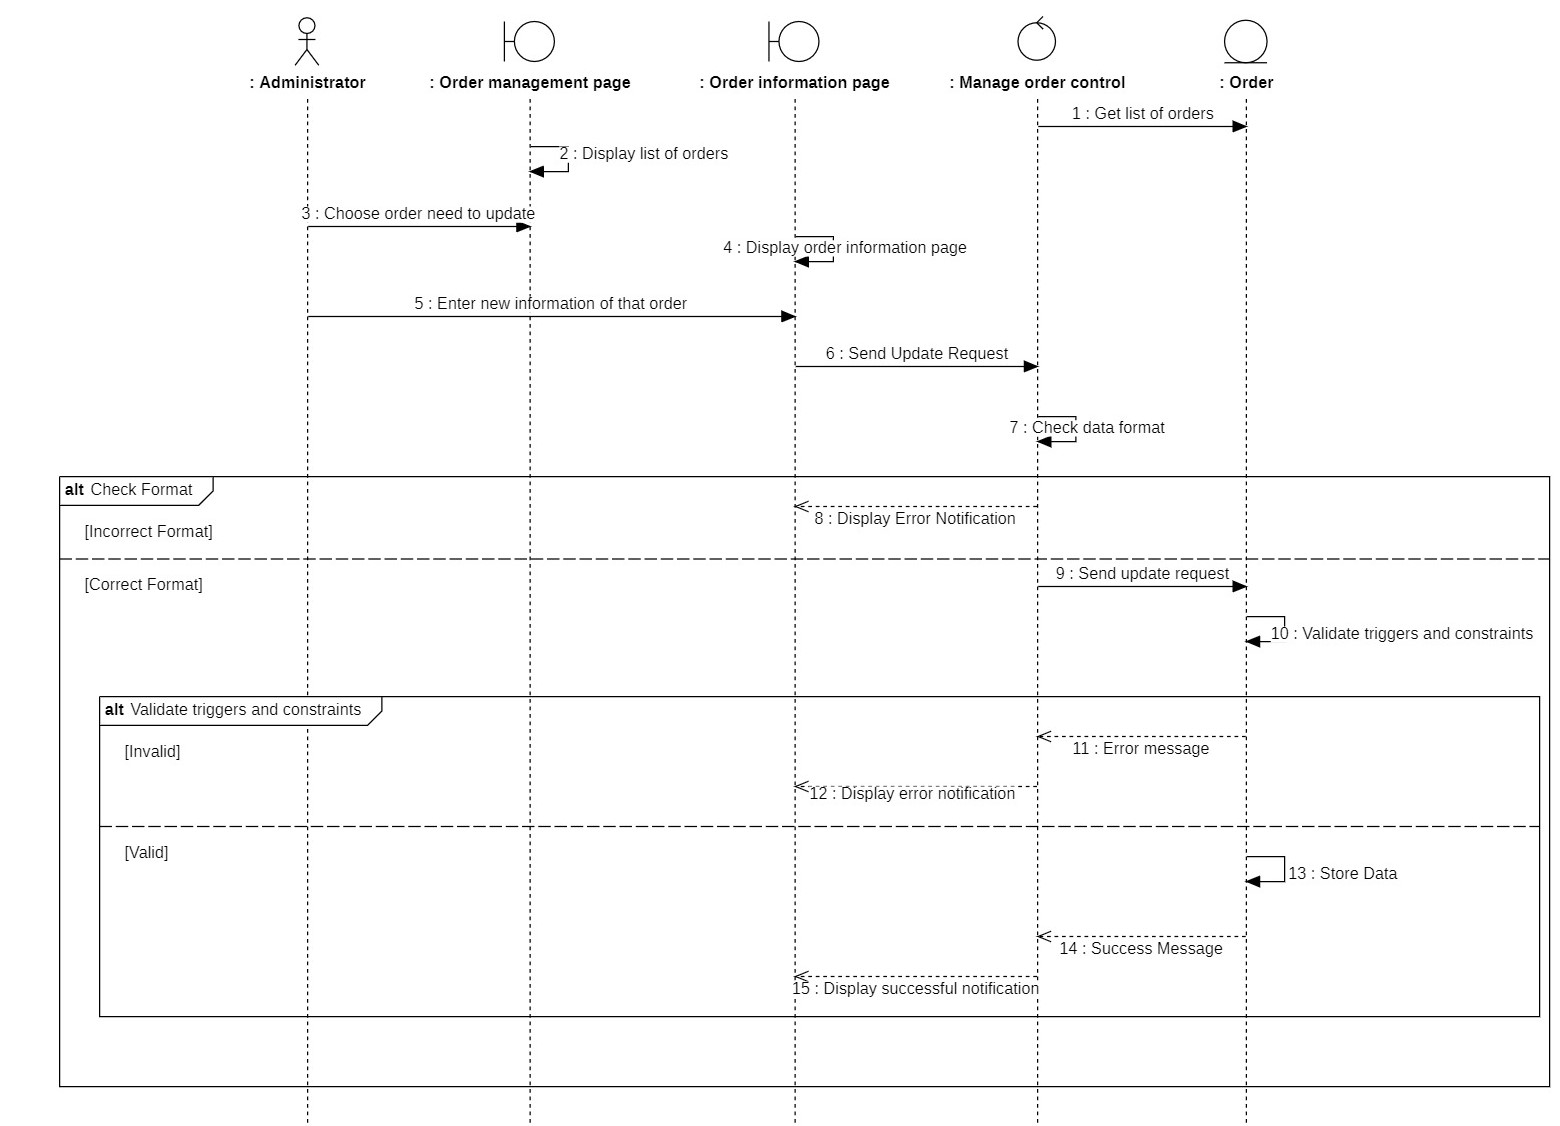 : Administrator
: Order management page
: Order information page
: Manage order control
: Order
1 : Get list of orders
2 : Display list of orders
3 : Choose order need to update
4 : Display order information page
5 : Enter new information of that order
6 : Send Update Request
7 : Check data format
alt Check Format
8 : Display Error Notification
[Incorrect Format]
9 : Send update request
[Correct Format]
10 : Validate triggers and constraints
alt Validate triggers and constraints
11 : Error message
[Invalid]
12 : Display error notification
[Valid]
13 : Store Data
14 : Success Message
15 : Display successful notification